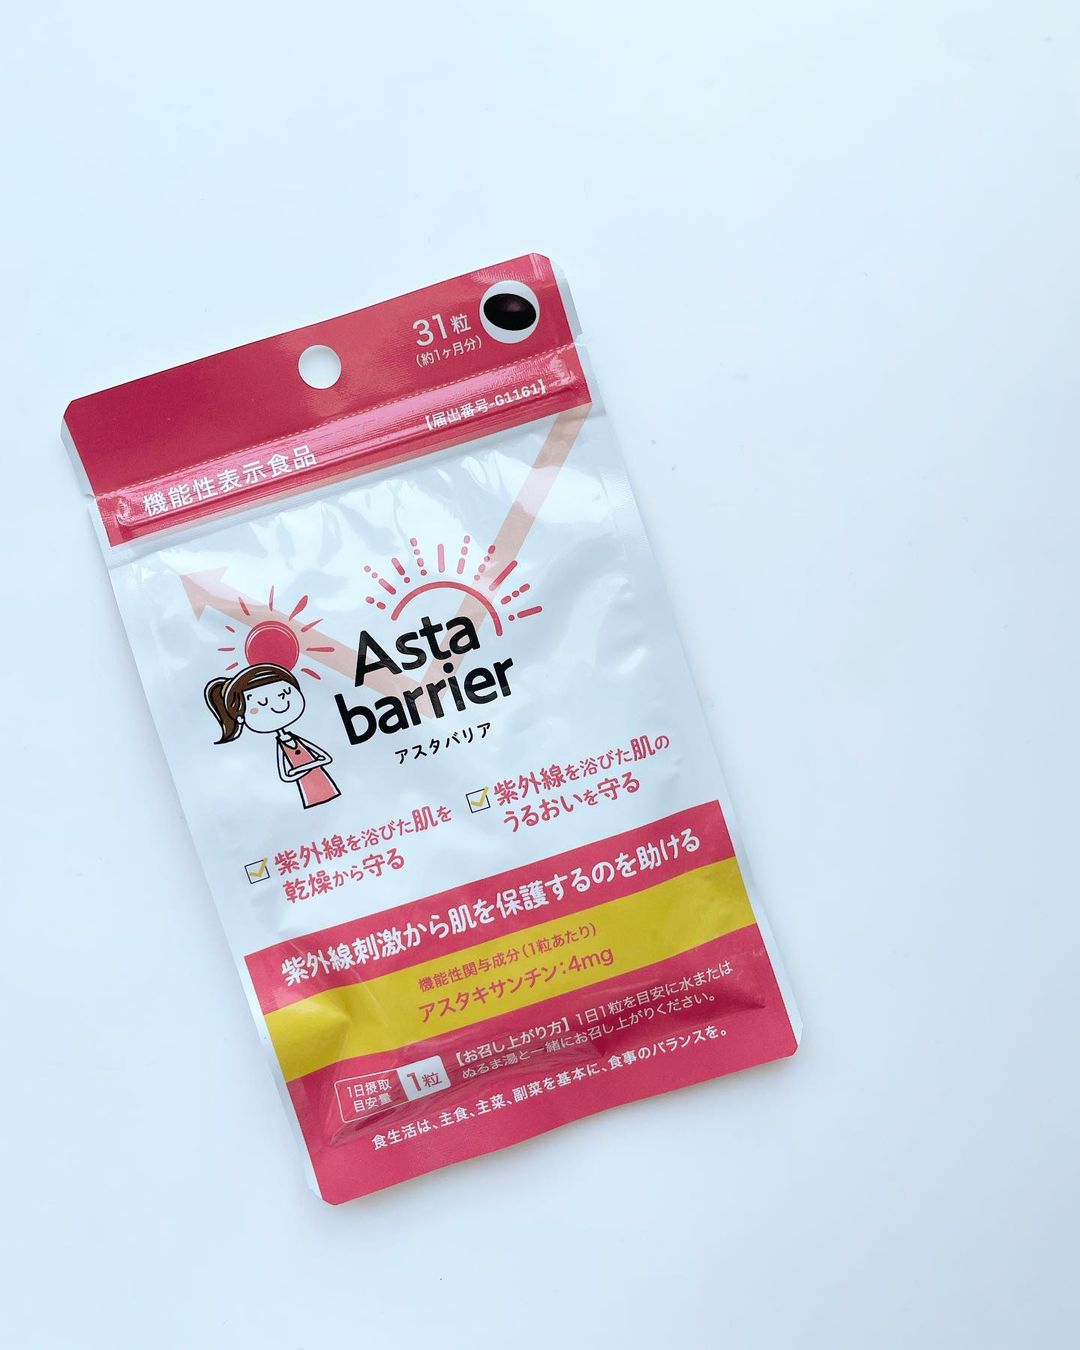 31粒
(約1ヶ月分)
【届出番号-G1161】
機能性表示食品
Asta
barrier
アスタバリア
紫外線を浴びた肌を
乾燥から守る
紫外線を浴びた肌の
うるおいを守る
紫外線刺激から肌を保護するのを助ける
機能性関与成分(1粒あたり)
アスタキサンチン:4mg
1日摂取
目安量
1粒
【お召し上がり方】1日1粒を目安に水または
ぬるま湯と一緒にお召し上がりください。
食生活は、主食、主菜、副菜を基本に、食事のバランスを。